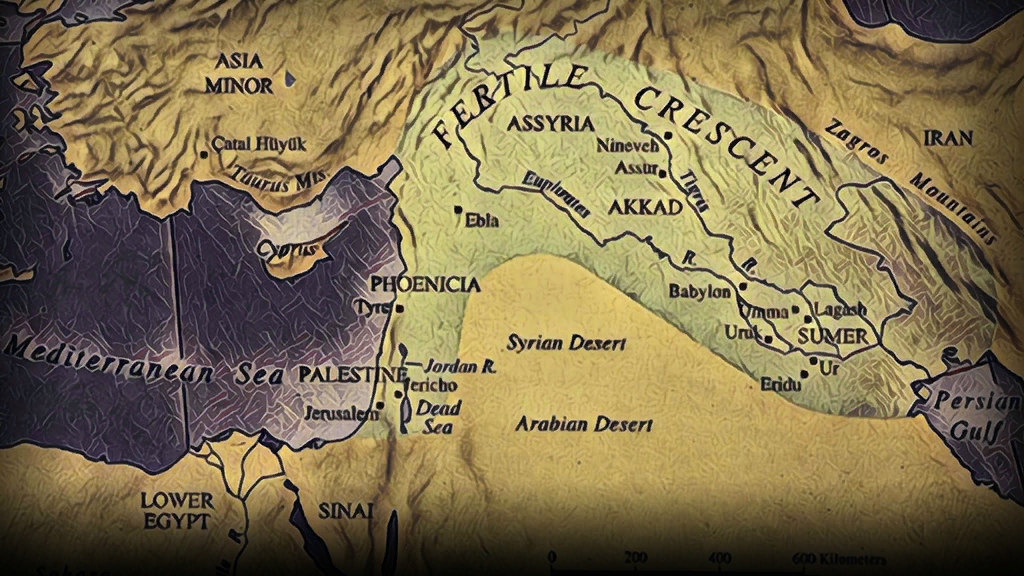 ASIA
MINOR
FERTILE CRESCENT
ASSYRIA
Zagros Mountains
IRAN
Çatal Hüyük
Nineveh
Taurus Mts.
Assur
Tigris R.
Euphrates R.
AKKAD
Ebla
Cyprus
PHOENICIA
Babylon
Tyre
Umma
Lagash
Uruk
SUMER
Syrian Desert
Mediterranean Sea
PALESTINE
Jordan R.
Ur
Jericho
Eridu
Jerusalem
Dead
Sea
Persian
Gulf
Arabian Desert
LOWER
EGYPT
SINAI
R.
0 200 400 600 Kilometers